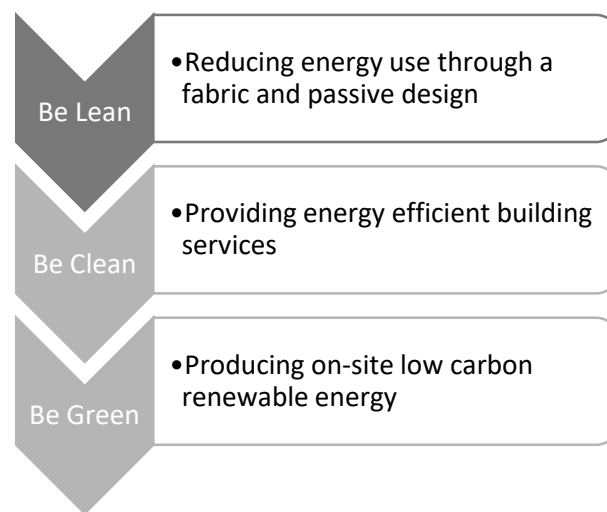 Be Lean
•Reducing energy use through a
fabric and passive design
Be Clean
•Providing energy efficient building
services
Be Green
•Producing on-site low carbon
renewable energy